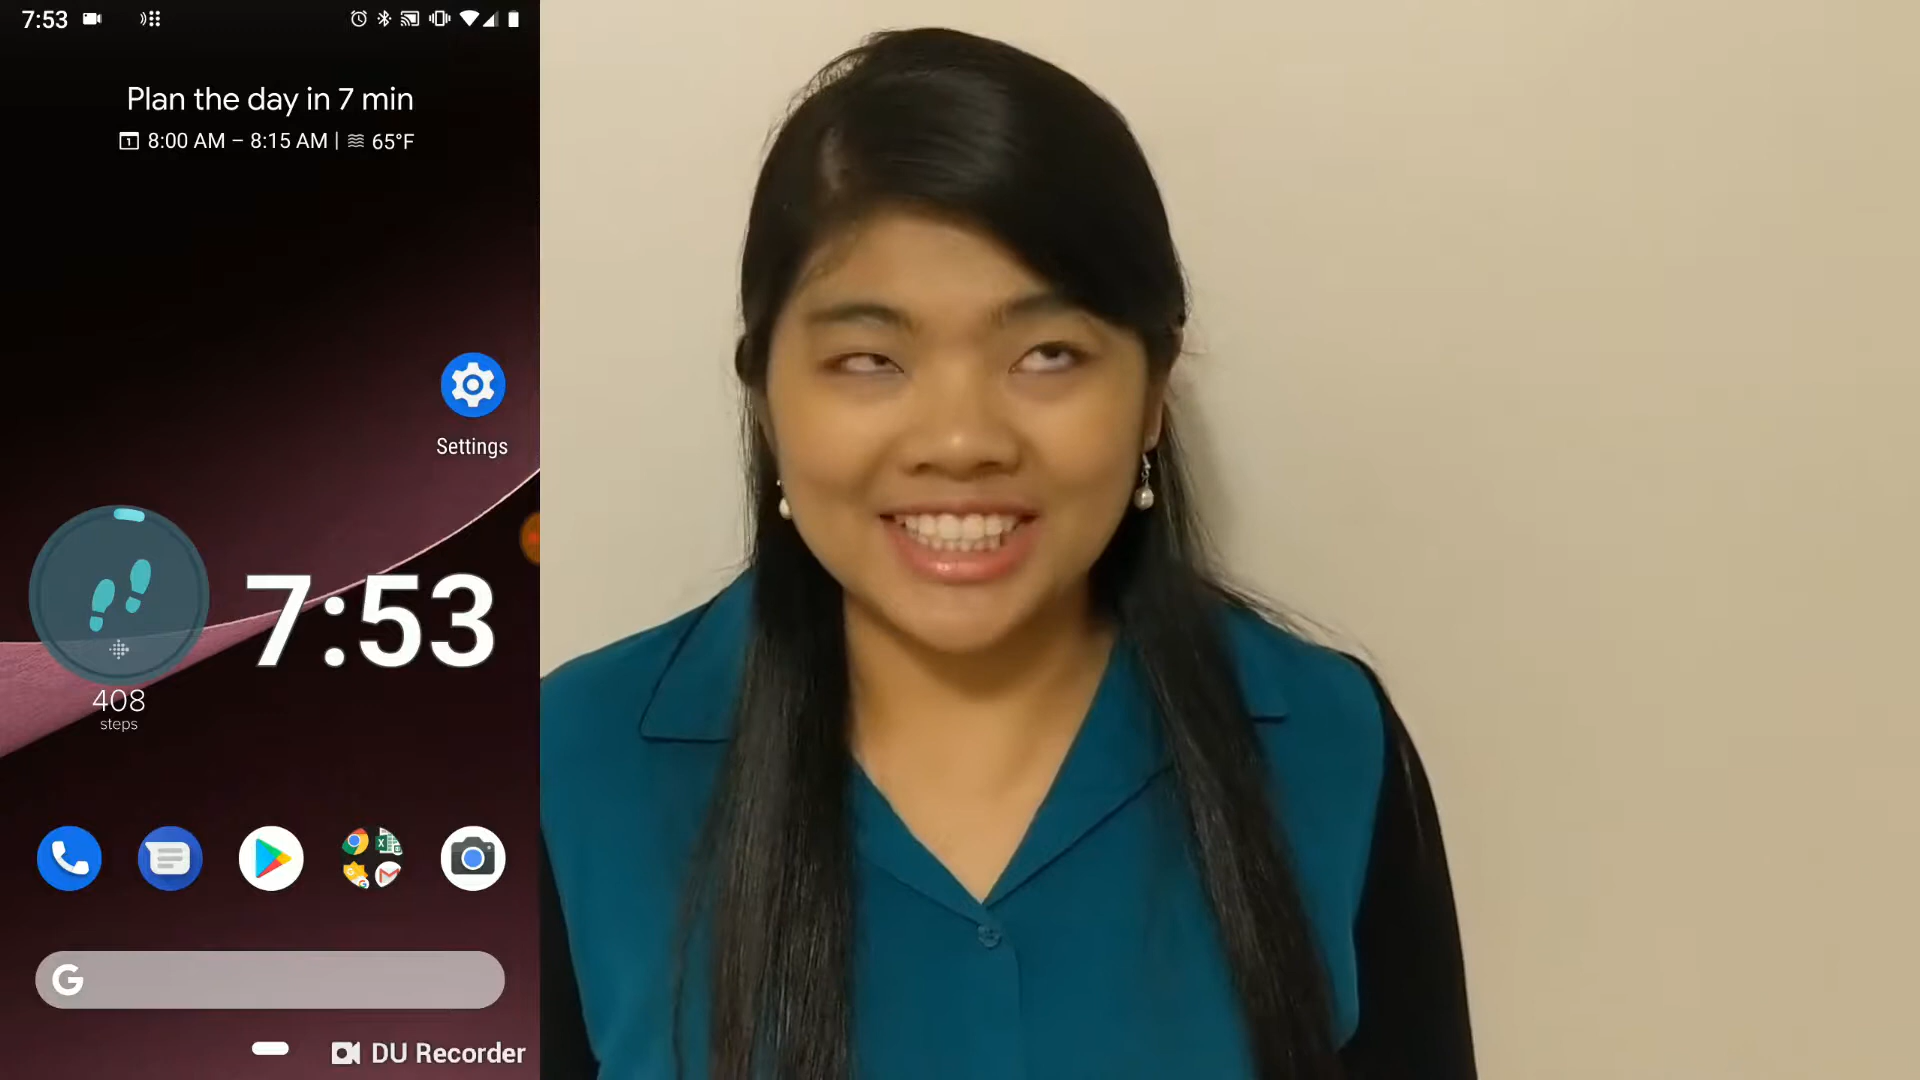 7:53
Plan the day in 7 min
1 8:00 AM – 8:15 AM | 65°F
Settings
7:53
408
steps
G
DU Recorder